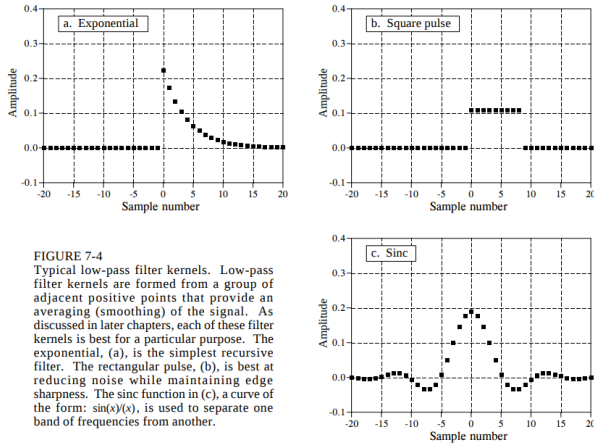 0.4
0.3
0.2
0.1
0.0
-0.1
-20
-15
-10
-5
0
5
10
15
20
Sample number
Amplitude
a. Exponential
0.4
0.3
0.2
0.1
0.0
-0.1
-20
-15
-10
-5
0
5
10
15
20
Sample number
Amplitude
b. Square pulse
FIGURE 7-4
Typical low-pass filter kernels. Low-pass
filter kernels are formed from a group of
adjacent positive points that provide an
averaging (smoothing) of the signal. As
discussed in later chapters, each of these filter
kernels is best for a particular purpose. The
exponential, (a), is the simplest recursive
filter. The rectangular pulse, (b), is best at
reducing noise while maintaining edge
sharpness. The sinc function in (c), a curve of
the form: sin(x)/(x), is used to separate one
band of frequencies from another.
0.4
0.3
0.2
0.1
0.0
-0.1
-20
-15
-10
-5
0
5
10
15
20
Sample number
Amplitude
c. Sinc